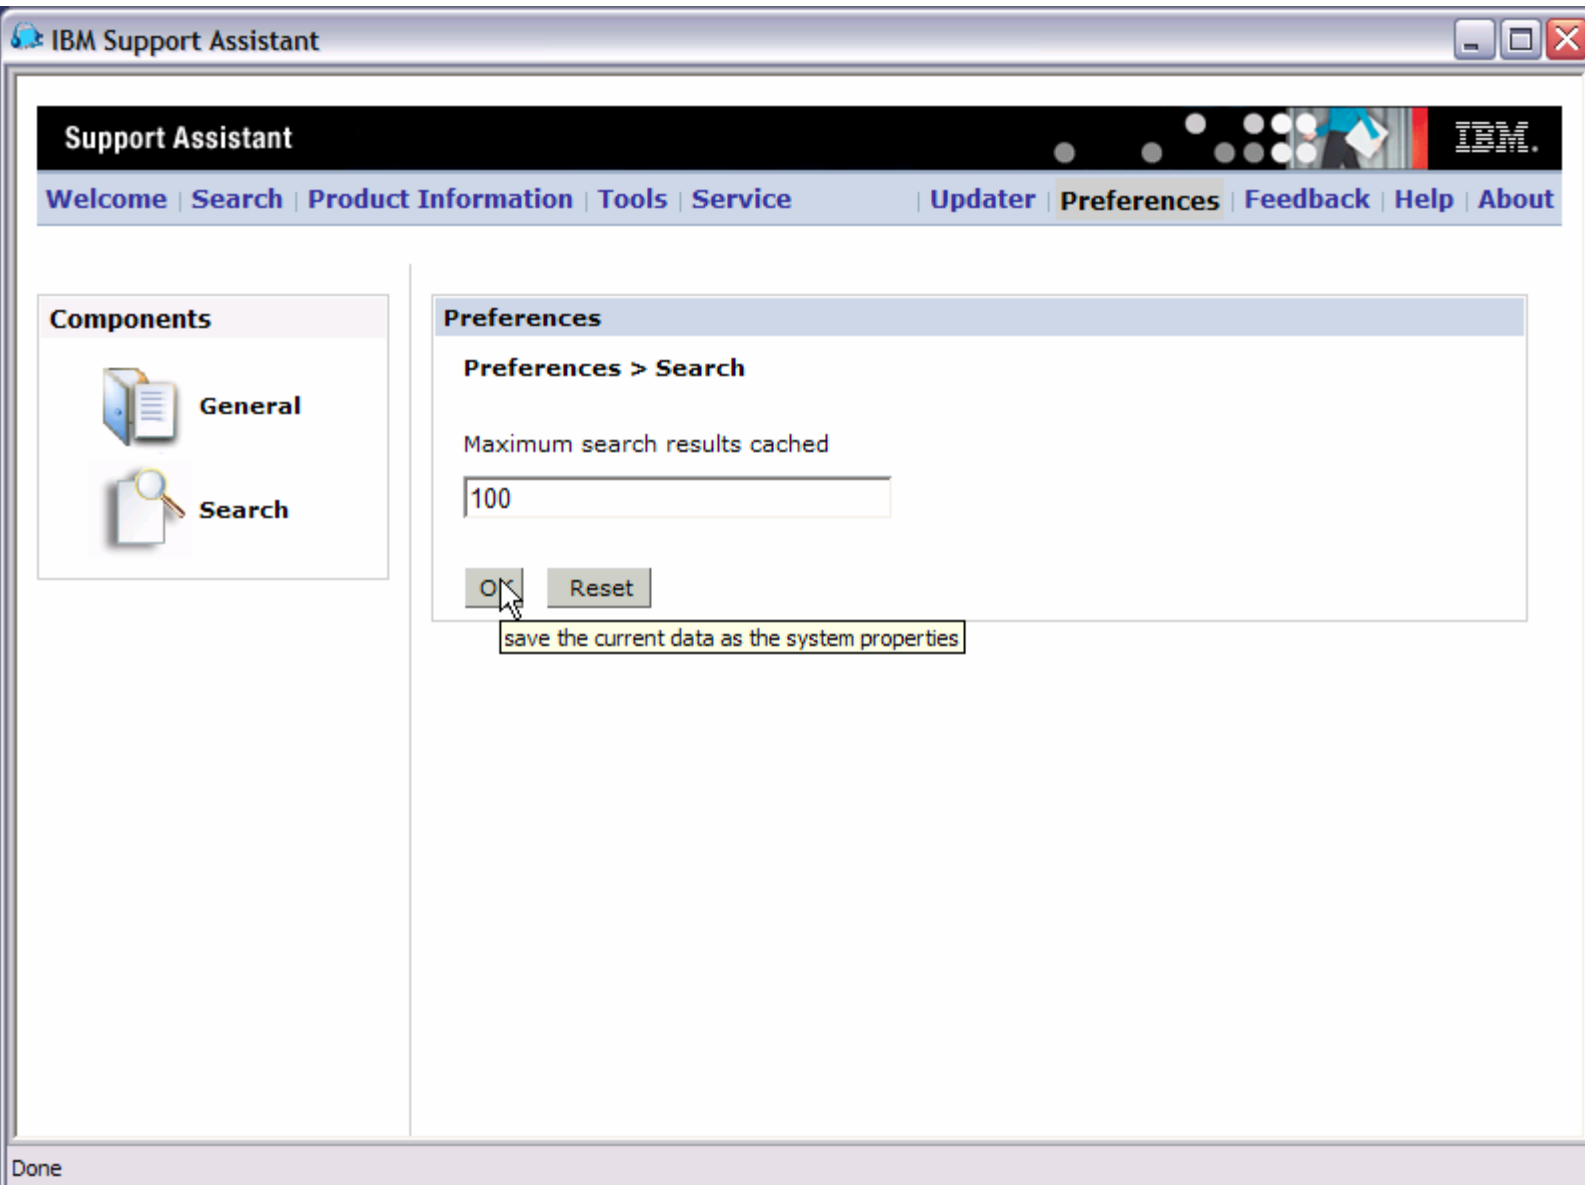 IBM Support Assistant
Support Assistant
IBM.
Welcome | Search | Product Information | Tools | Service | Updater | Preferences | Feedback | Help | About
Components
General
Search
Preferences
Preferences > Search
Maximum search results cached
100
OK Reset
save the current data as the system properties
Done